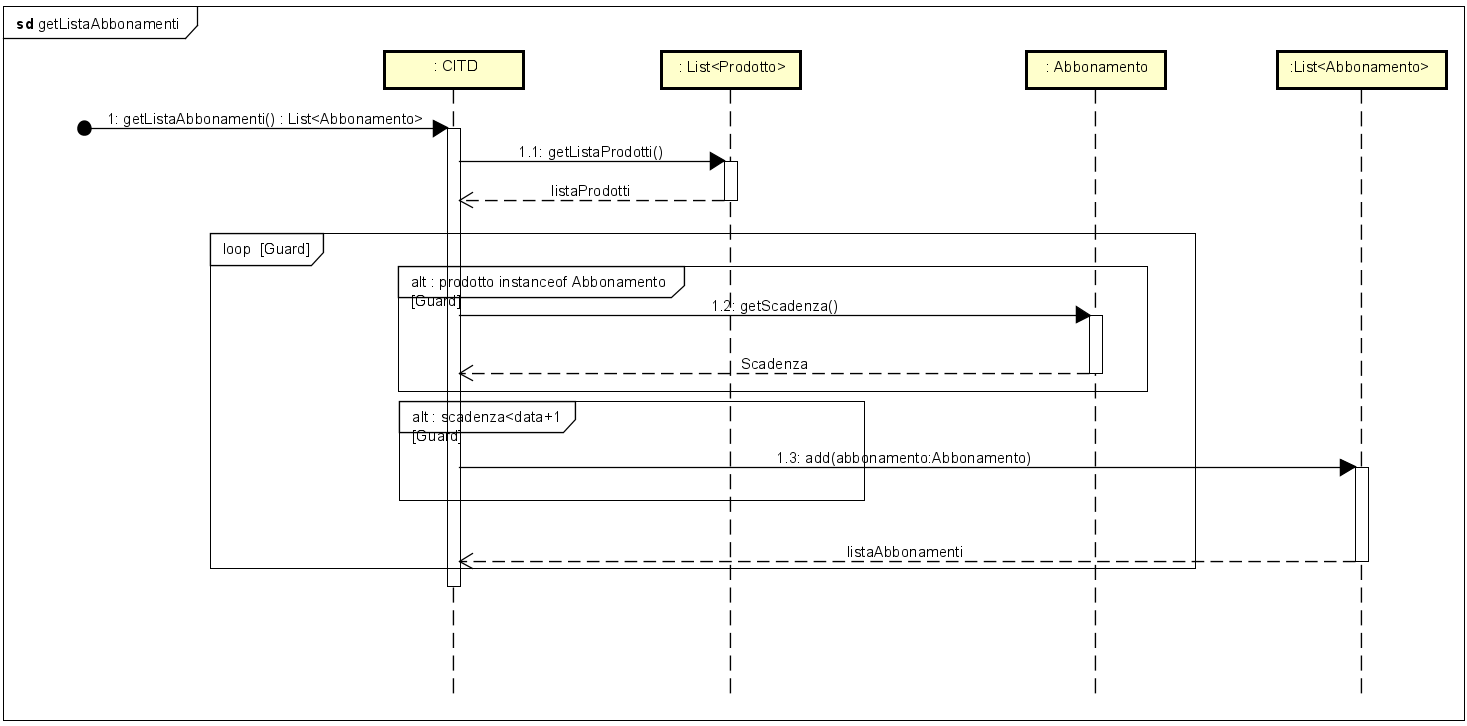 sd getListaAbbonamenti
: CITD
: List<Prodotto>
: Abbonamento
:List<Abbonamento>
1: getListaAbbonamenti() : List<Abbonamento>
1.1: getListaProdotti()
listaProdotti
loop [Guard]
alt : prodotto instanceof Abbonamento
[Guard]
1.2: getScadenza()
Scadenza
alt : scadenza<data+1
[Guard]
1.3: add(abbonamento:Abbonamento)
listaAbbonamenti